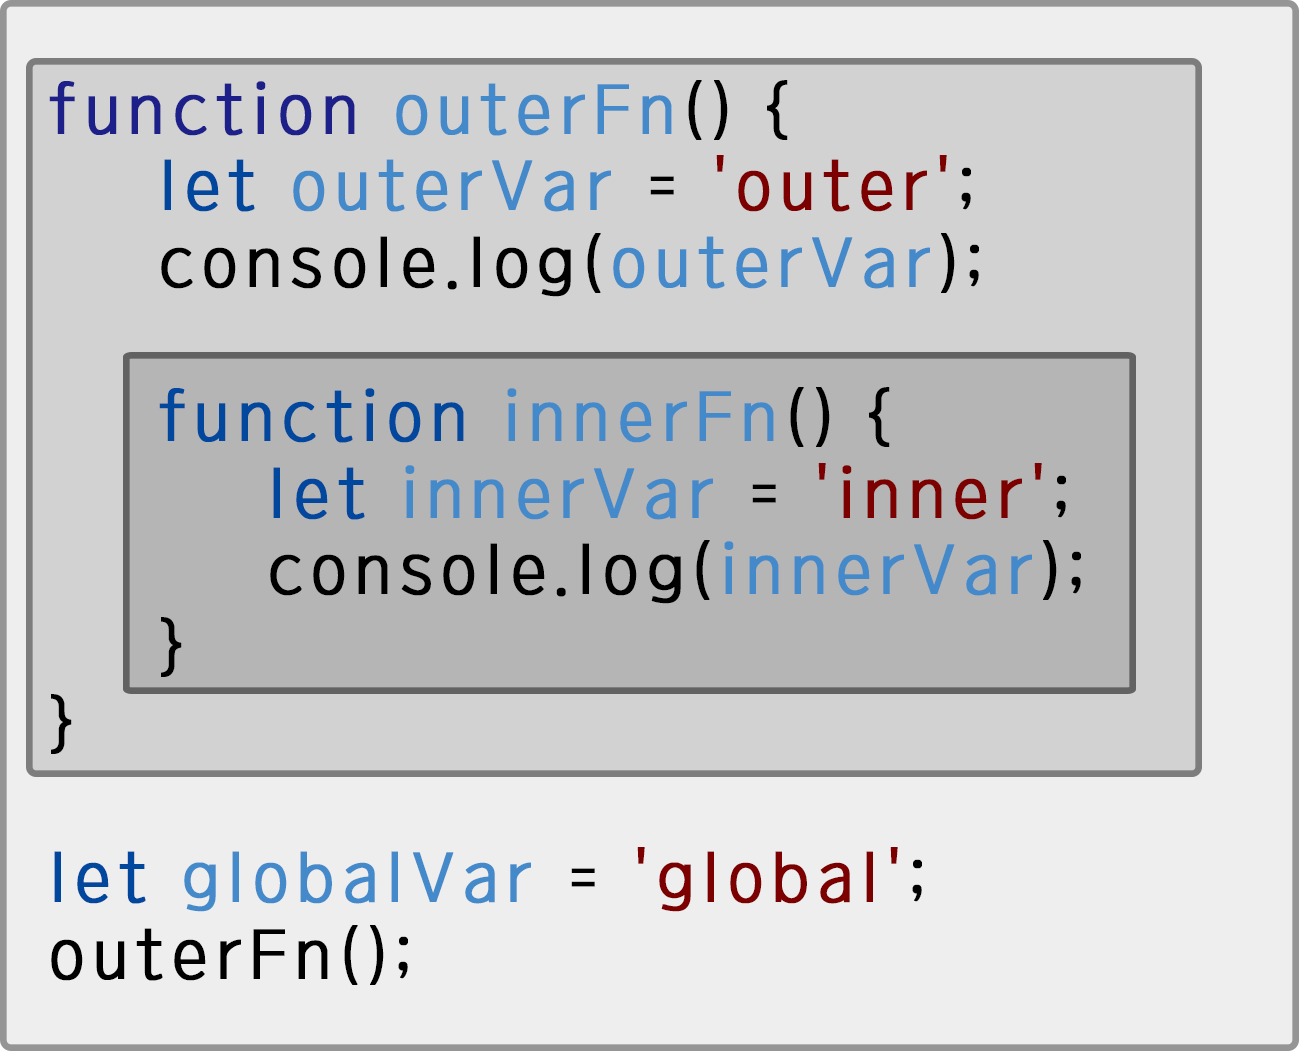 function outerFn() {
let outerVar = 'outer';
console.log(outerVar);
function innerFn() {
let innerVar = 'inner';
console.log(innerVar);
}
}
let globalVar = 'global';
outerFn();